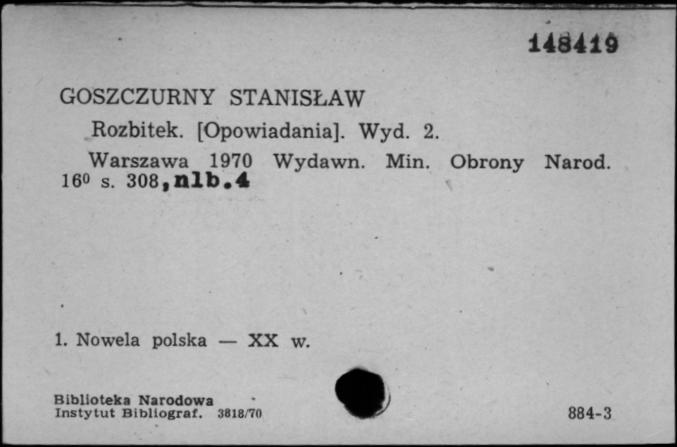 148419
GOSZCZURNY STANISŁAW
Rozbitek. [Opowiadania]. Wyd. 2.
Warszawa 1970 Wydawn. Min. Obrony Narod.
16⁰ s. 308, nlb. 4
1. Nowela polska — XX w.
Biblioteka Narodowa
Instytut Bibliograf. 3818/70
884-3